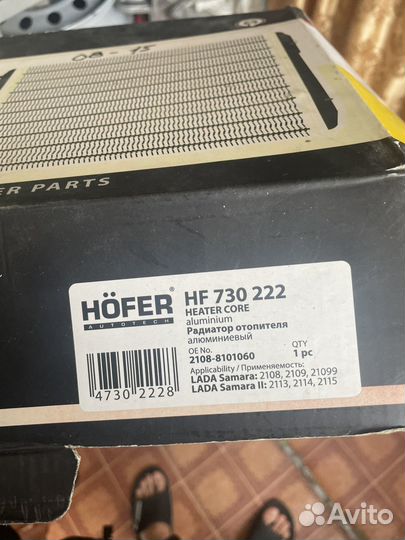 08-15
ER PARTS
HÖFER®
AUTOTECH
HF 730 222
HEATER CORE
aluminium
Радиатор отопителя
алюминиевый
OE No.
QTY
2108-8101060
1 pc
Applicability / Применяемость:
LADA Samara: 2108, 2109, 21099
LADA Samara II: 2113, 2114, 2115
4730 2228
Avito